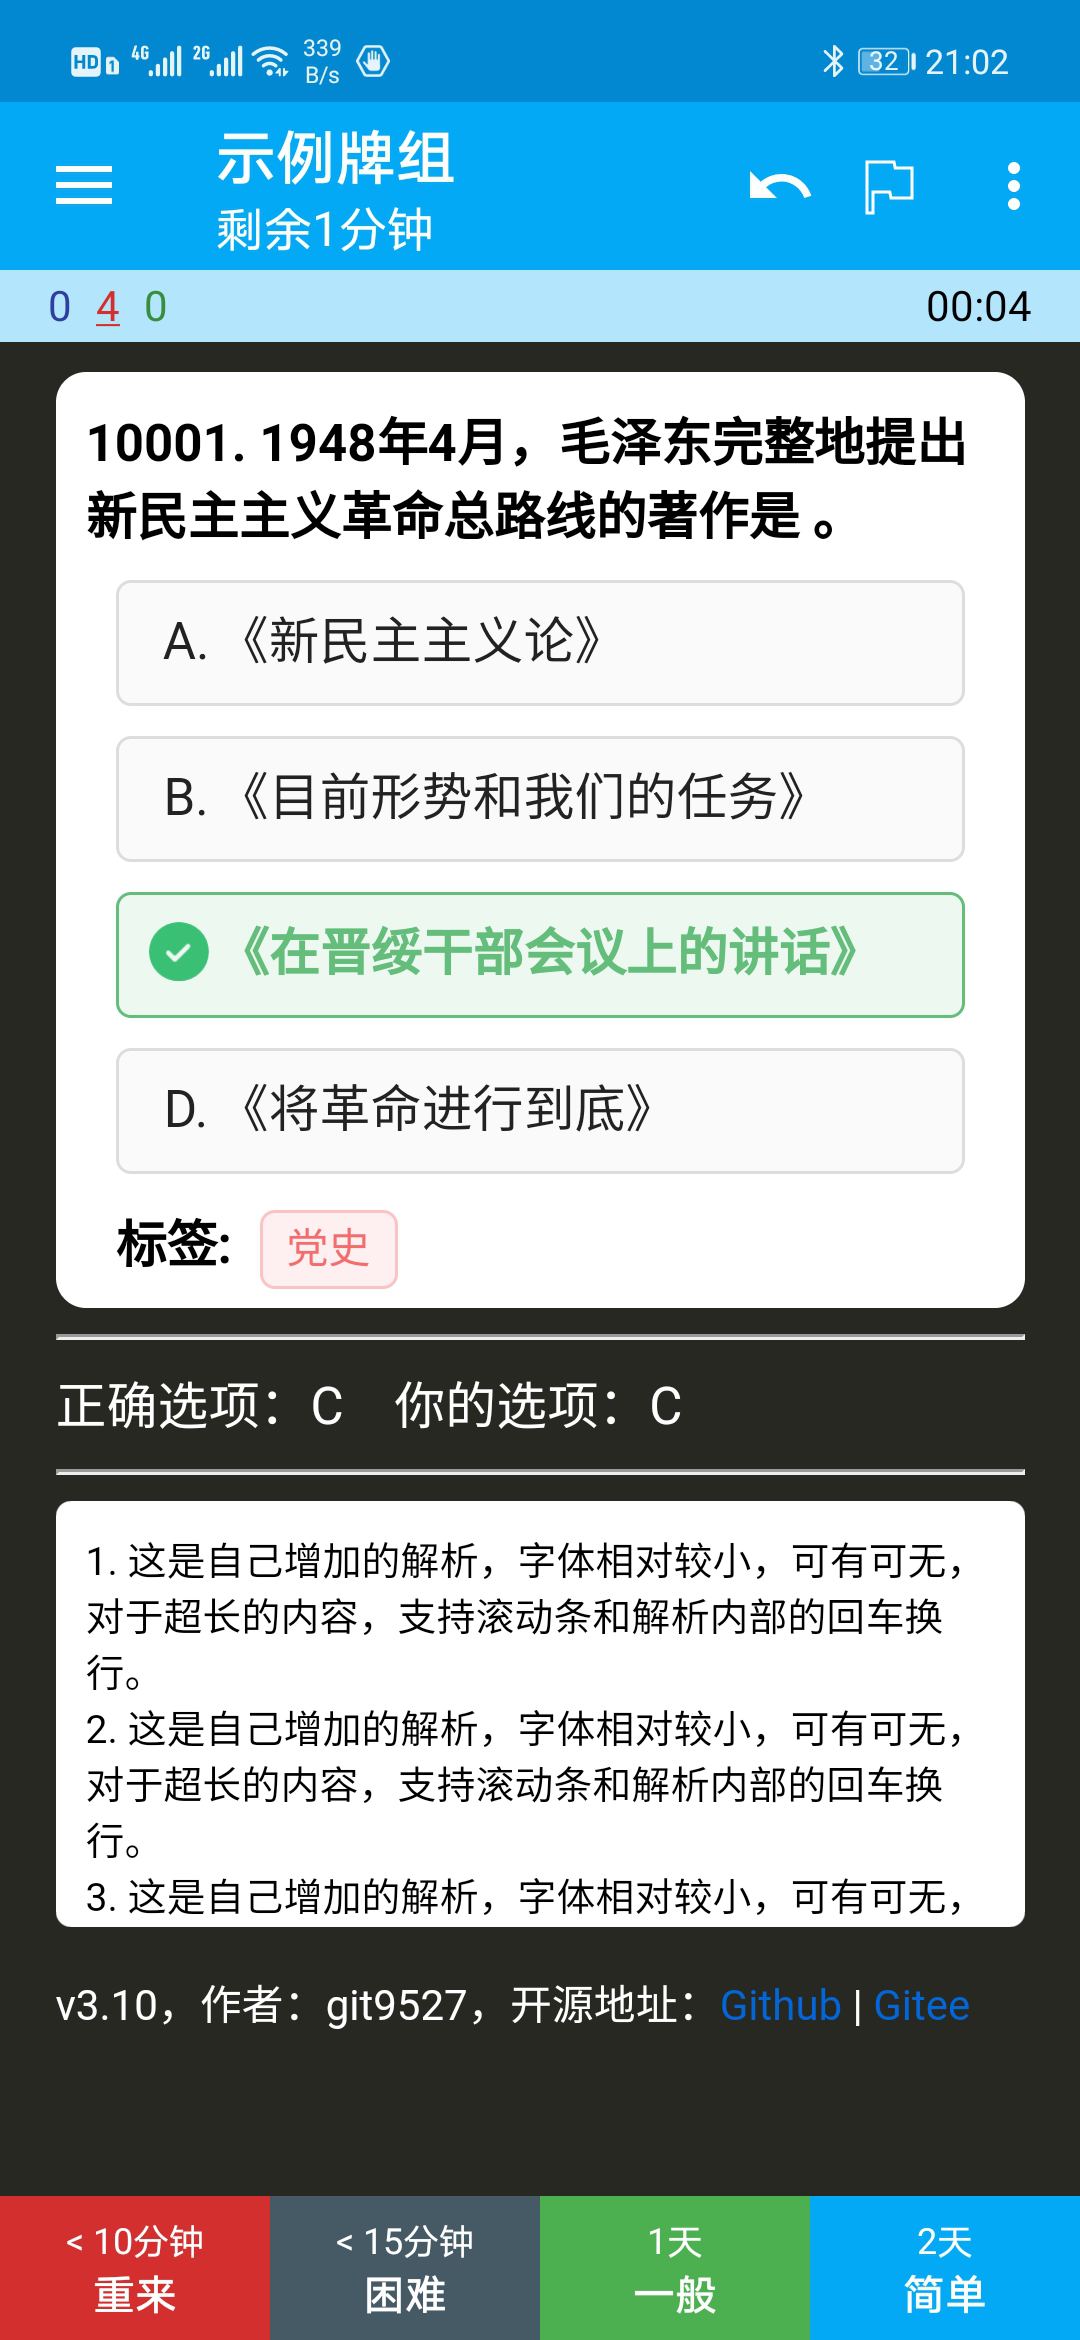 HD 1 4G 2G 339 B/s 32 21:02
示例牌组
剩余1分钟
0 4 0 00:04
10001. 1948年4月，毛泽东完整地提出
新民主主义革命总路线的著作是 。
A. 《新民主主义论》
B. 《目前形势和我们的任务》
《在晋绥干部会议上的讲话》
D. 《将革命进行到底》
标签: 党史
正确选项：C 你的选项：C
1. 这是自己增加的解析，字体相对较小，可有可无，
对于超长的内容，支持滚动条和解析内部的回车换
行。
2. 这是自己增加的解析，字体相对较小，可有可无，
对于超长的内容，支持滚动条和解析内部的回车换
行。
3. 这是自己增加的解析，字体相对较小，可有可无，
v3.10，作者：git9527，开源地址：Github | Gitee
< 10分钟 < 15分钟 1天 2天
重来 困难 一般 简单